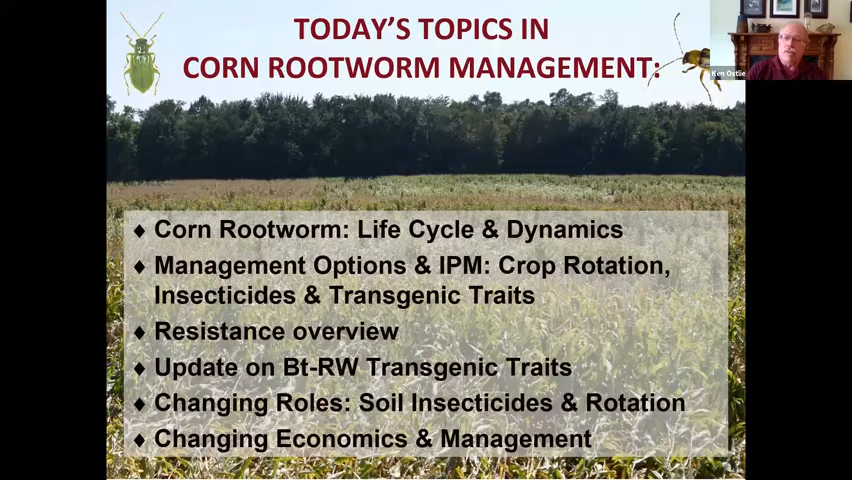 TODAY'S TOPICS IN
CORN ROOTWORM MANAGEMENT:
Ken Ostlie
♦ Corn Rootworm: Life Cycle & Dynamics
♦ Management Options & IPM: Crop Rotation,
Insecticides & Transgenic Traits
♦ Resistance overview
♦ Update on Bt-RW Transgenic Traits
♦ Changing Roles: Soil Insecticides & Rotation
♦ Changing Economics & Management